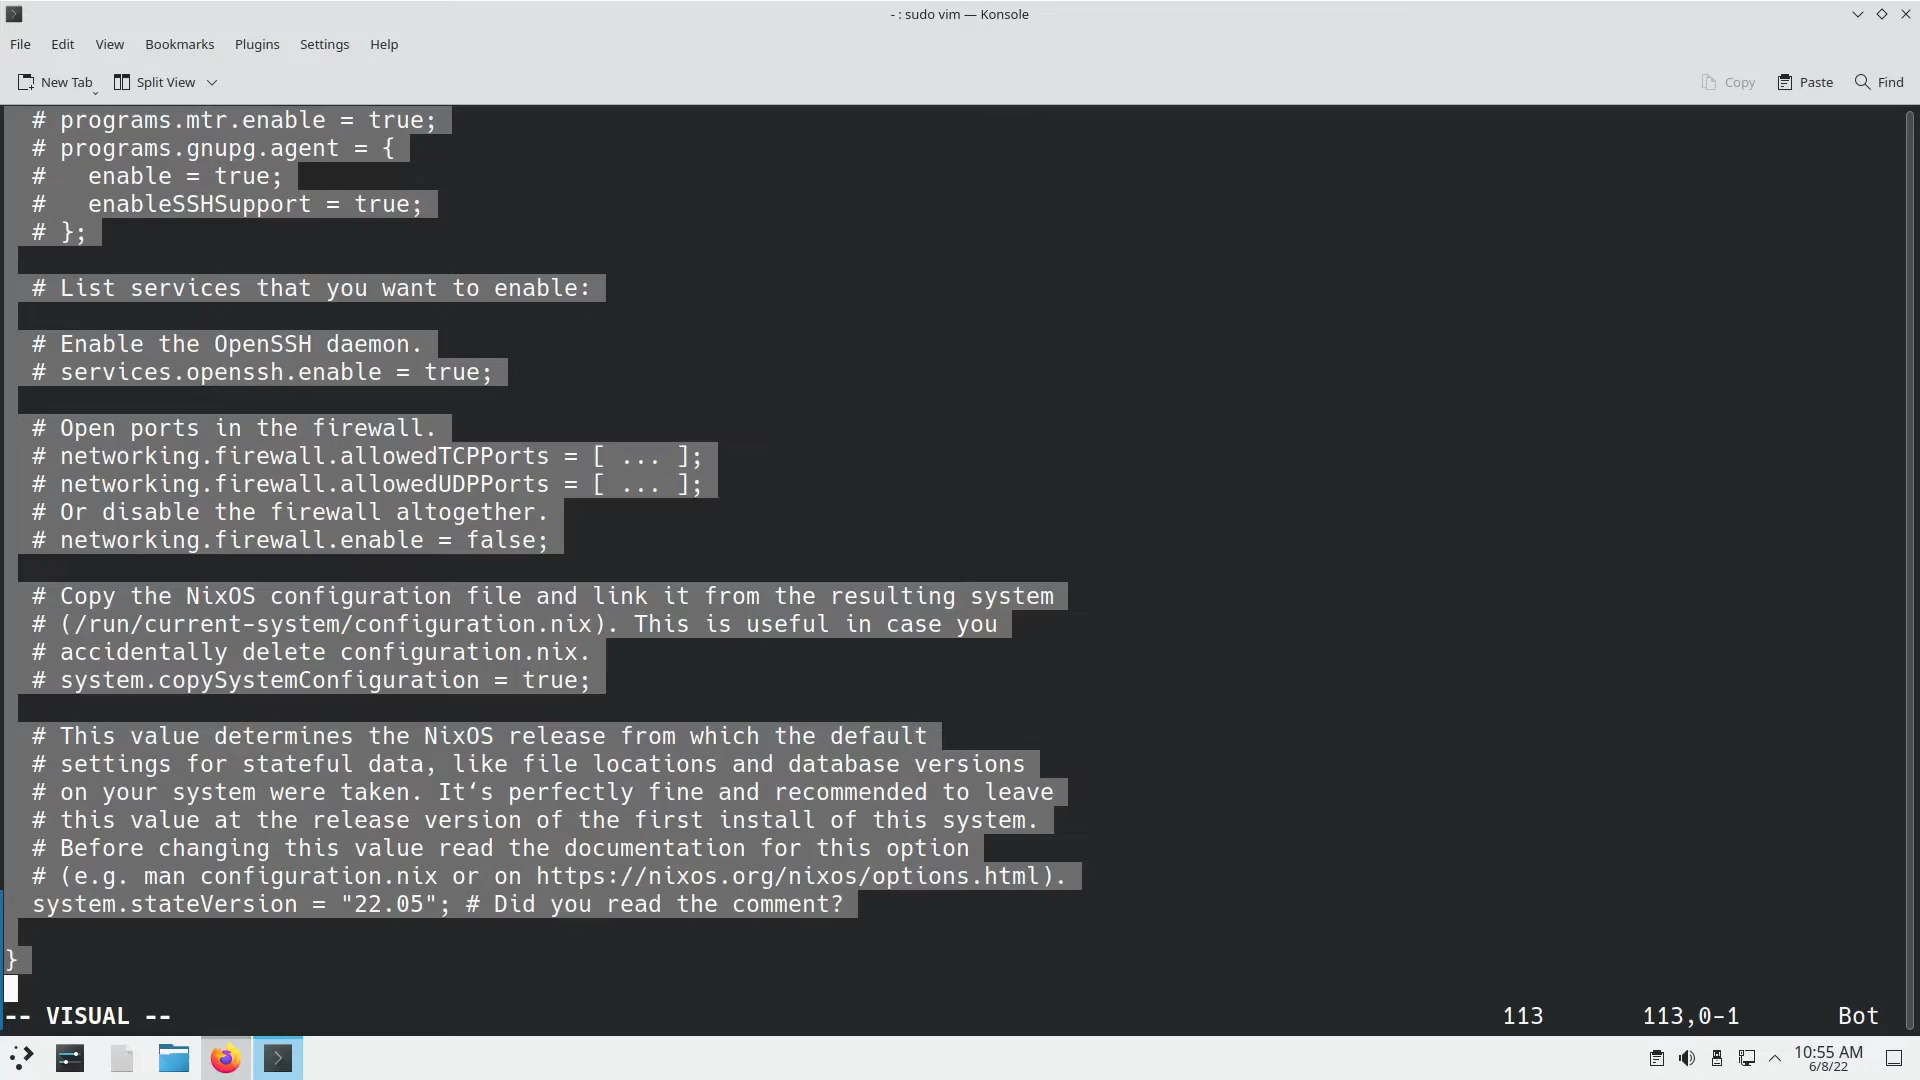 - : sudo vim — Konsole
File Edit View Bookmarks Plugins Settings Help
New Tab Split View Copy Paste Find
# programs.mtr.enable = true;
# programs.gnupg.agent = {
#   enable = true;
#   enableSSHSupport = true;
# };
# List services that you want to enable:
# Enable the OpenSSH daemon.
# services.openssh.enable = true;
# Open ports in the firewall.
# networking.firewall.allowedTCPPorts = [ ... ];
# networking.firewall.allowedUDPPorts = [ ... ];
# Or disable the firewall altogether.
# networking.firewall.enable = false;
# Copy the NixOS configuration file and link it from the resulting system
# (/run/current-system/configuration.nix). This is useful in case you
# accidentally delete configuration.nix.
# system.copySystemConfiguration = true;
# This value determines the NixOS release from which the default
# settings for stateful data, like file locations and database versions
# on your system were taken. It‘s perfectly fine and recommended to leave
# this value at the release version of the first install of this system.
# Before changing this value read the documentation for this option
# (e.g. man configuration.nix or on https://nixos.org/nixos/options.html).
system.stateVersion = "22.05"; # Did you read the comment?
}
-- VISUAL -- 113 113,0-1 Bot
10:55 AM
6/8/22